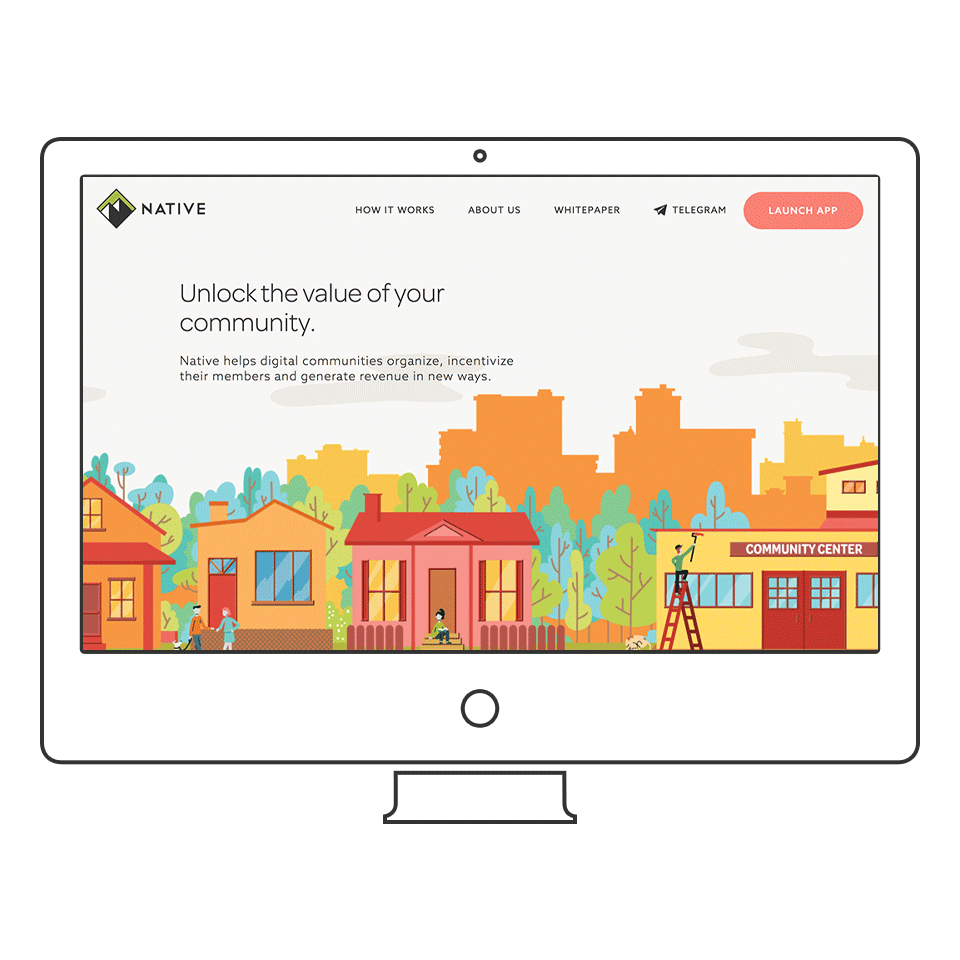 NATIVE
HOW IT WORKS
ABOUT US
WHITEPAPER
TELEGRAM
LAUNCH APP
Unlock the value of your
community.
Native helps digital communities organize, incentivize
their members and generate revenue in new ways.
COMMUNITY CENTER